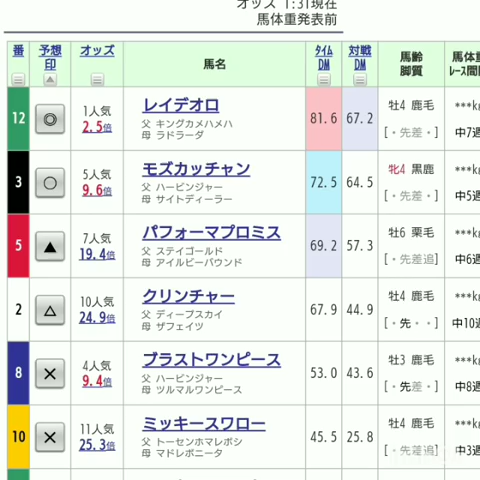 オッズ 1:31現在
馬体重発表前
番 予想印 オッズ 馬名 タイムDM 対戦DM 馬齢脚質 馬体重レース間
12 ◎ 1人気 2.5倍 レイデオロ 81.6 67.2 牡4 鹿毛 ***k
父 キングカメハメハ
母 ラドラーダ [・先差・] 中7週
3 ○ 5人気 9.6倍 モズカッチャン 72.5 64.5 牝4 黒鹿 ***k
父 ハービンジャー
母 サイトディーラー [・先差・] 中5週
5 ▲ 7人気 19.4倍 パフォーマプロミス 69.2 57.3 牡6 栗毛 ***k
父 ステイゴールド
母 アイルビーバウンド [・先差追] 中6週
2 △ 10人気 24.9倍 クリンチャー 67.9 44.9 牡4 鹿毛 ***k
父 ディープスカイ
母 ザフェイツ [・先・・] 中10週
8 × 4人気 9.4倍 ブラストワンピース 53.0 43.6 牡3 鹿毛 ***k
父 ハービンジャー
母 ツルマルワンピース [・先差・] 中8週
10 × 11人気 25.3倍 ミッキースワロー 45.5 25.8 牡4 鹿毛 ***k
父 トーセンホマレボシ
母 マドレボニータ [・先差追] 中3週